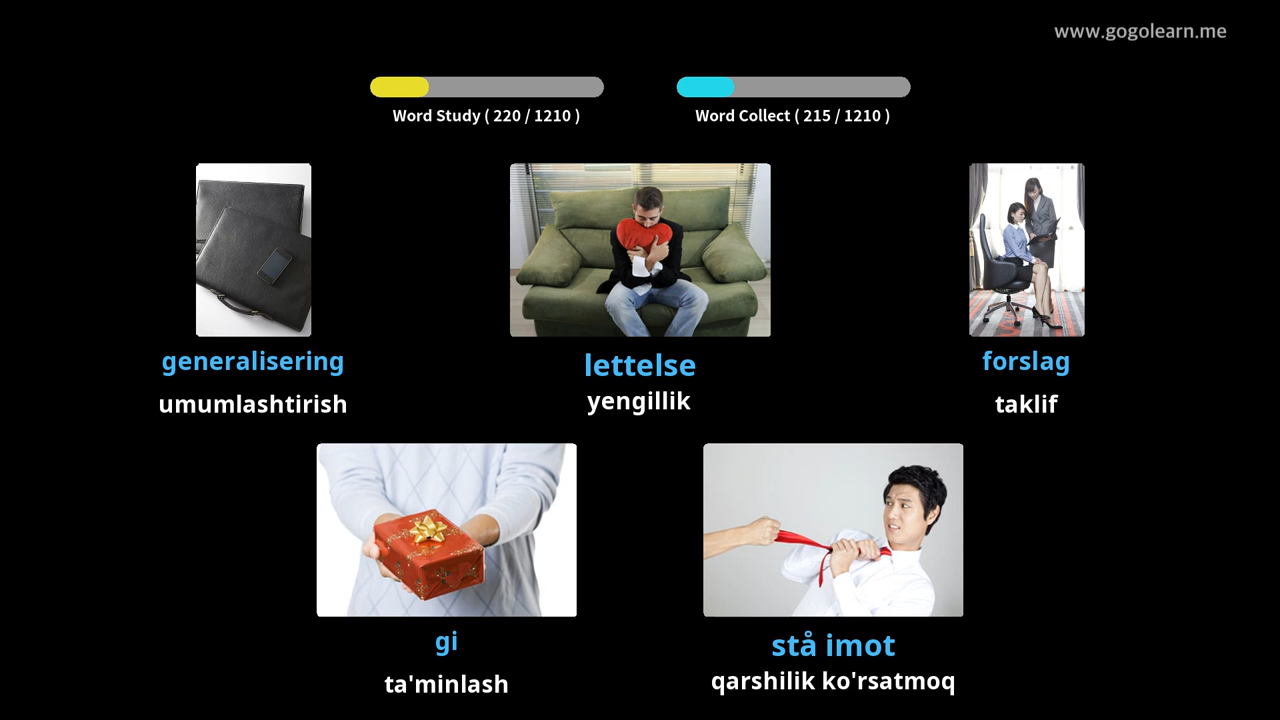 www.gogolearn.me
Word Study ( 220 / 1210 )
Word Collect ( 215 / 1210 )
generalisering
umumlashtirish
lettelse
yengillik
forslag
taklif
gi
ta'minlash
stå imot
qarshilik ko'rsatmoq